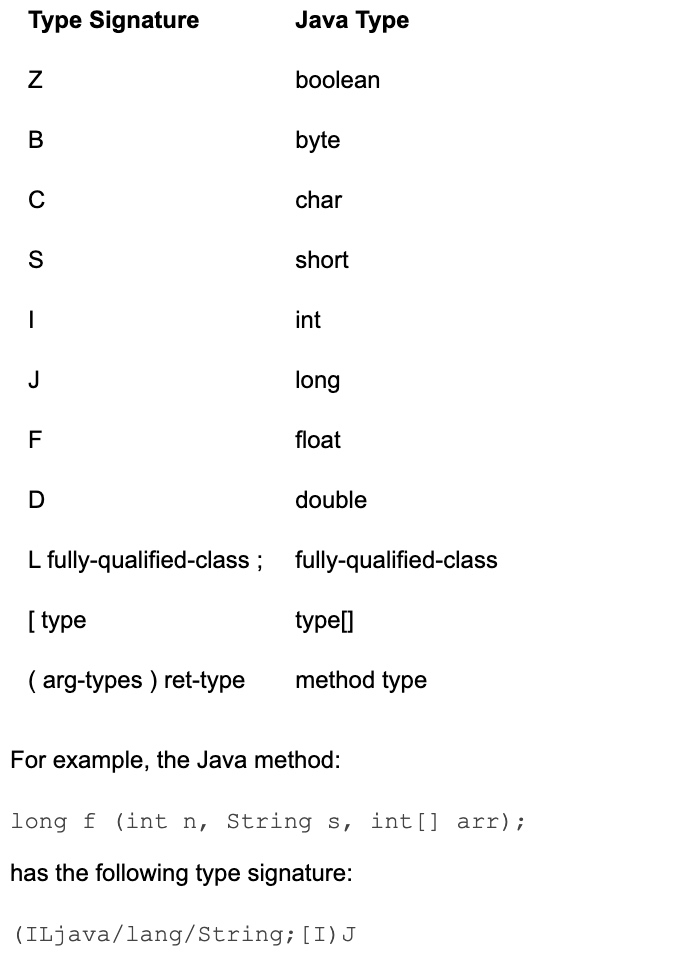 Type Signature Java Type
Z boolean
B byte
C char
S short
I int
J long
F float
D double
L fully-qualified-class ; fully-qualified-class
[ type type[]
( arg-types ) ret-type method type
For example, the Java method:
long f (int n, String s, int[] arr);
has the following type signature:
(ILjava/lang/String;[I)J